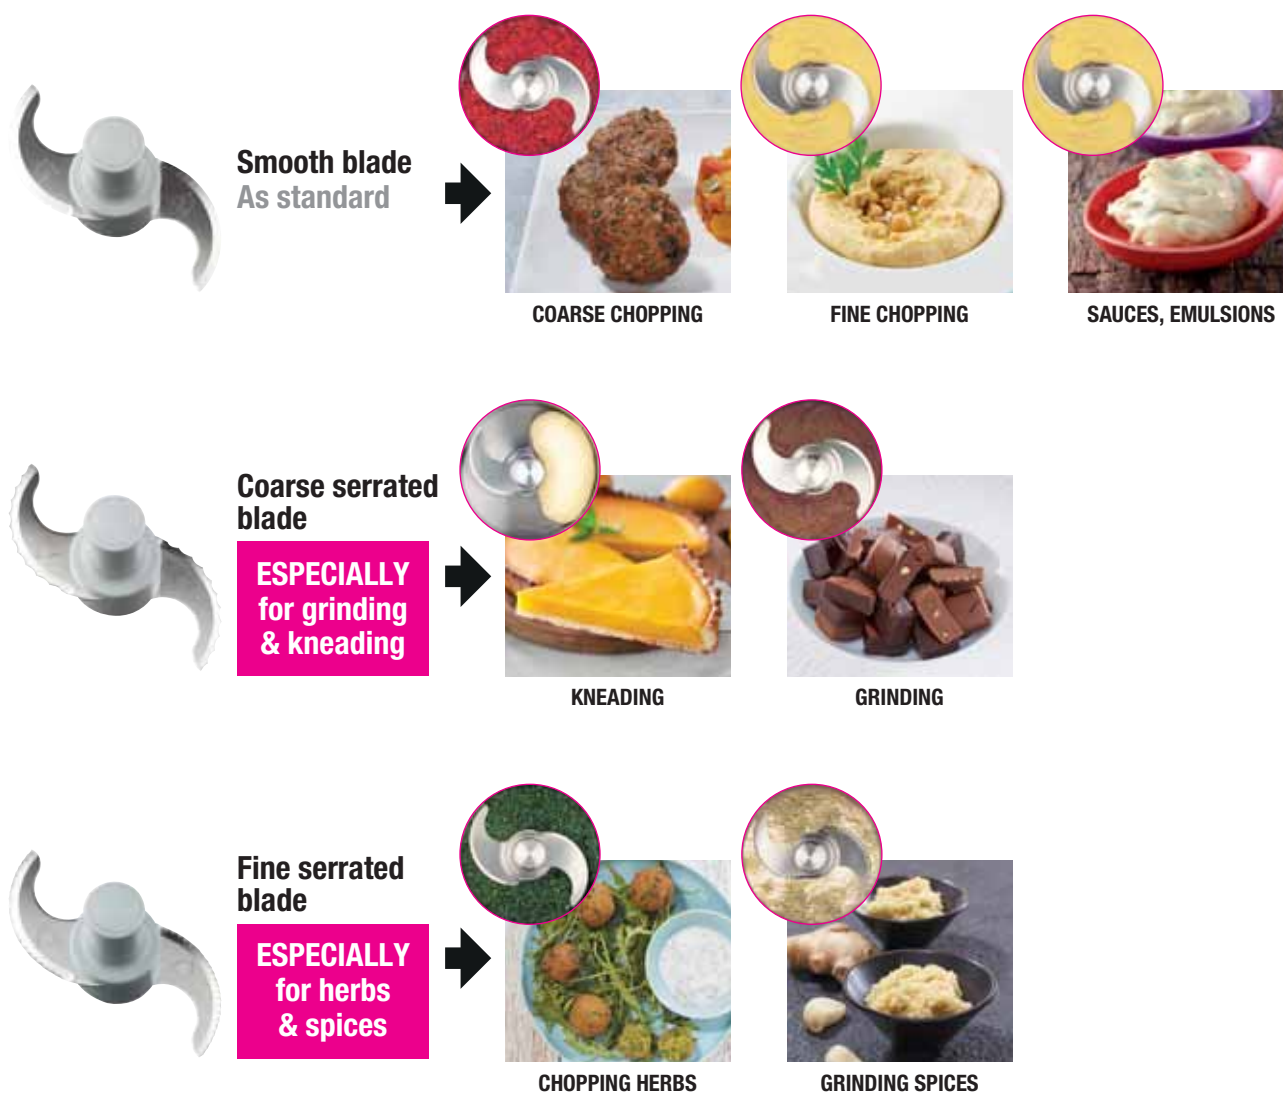 Smooth blade
As standard
COARSE CHOPPING
FINE CHOPPING
SAUCES, EMULSIONS
Coarse serrated
blade
ESPECIALLY
for grinding
& kneading
KNEADING
GRINDING
Fine serrated
blade
ESPECIALLY
for herbs
& spices
CHOPPING HERBS
GRINDING SPICES